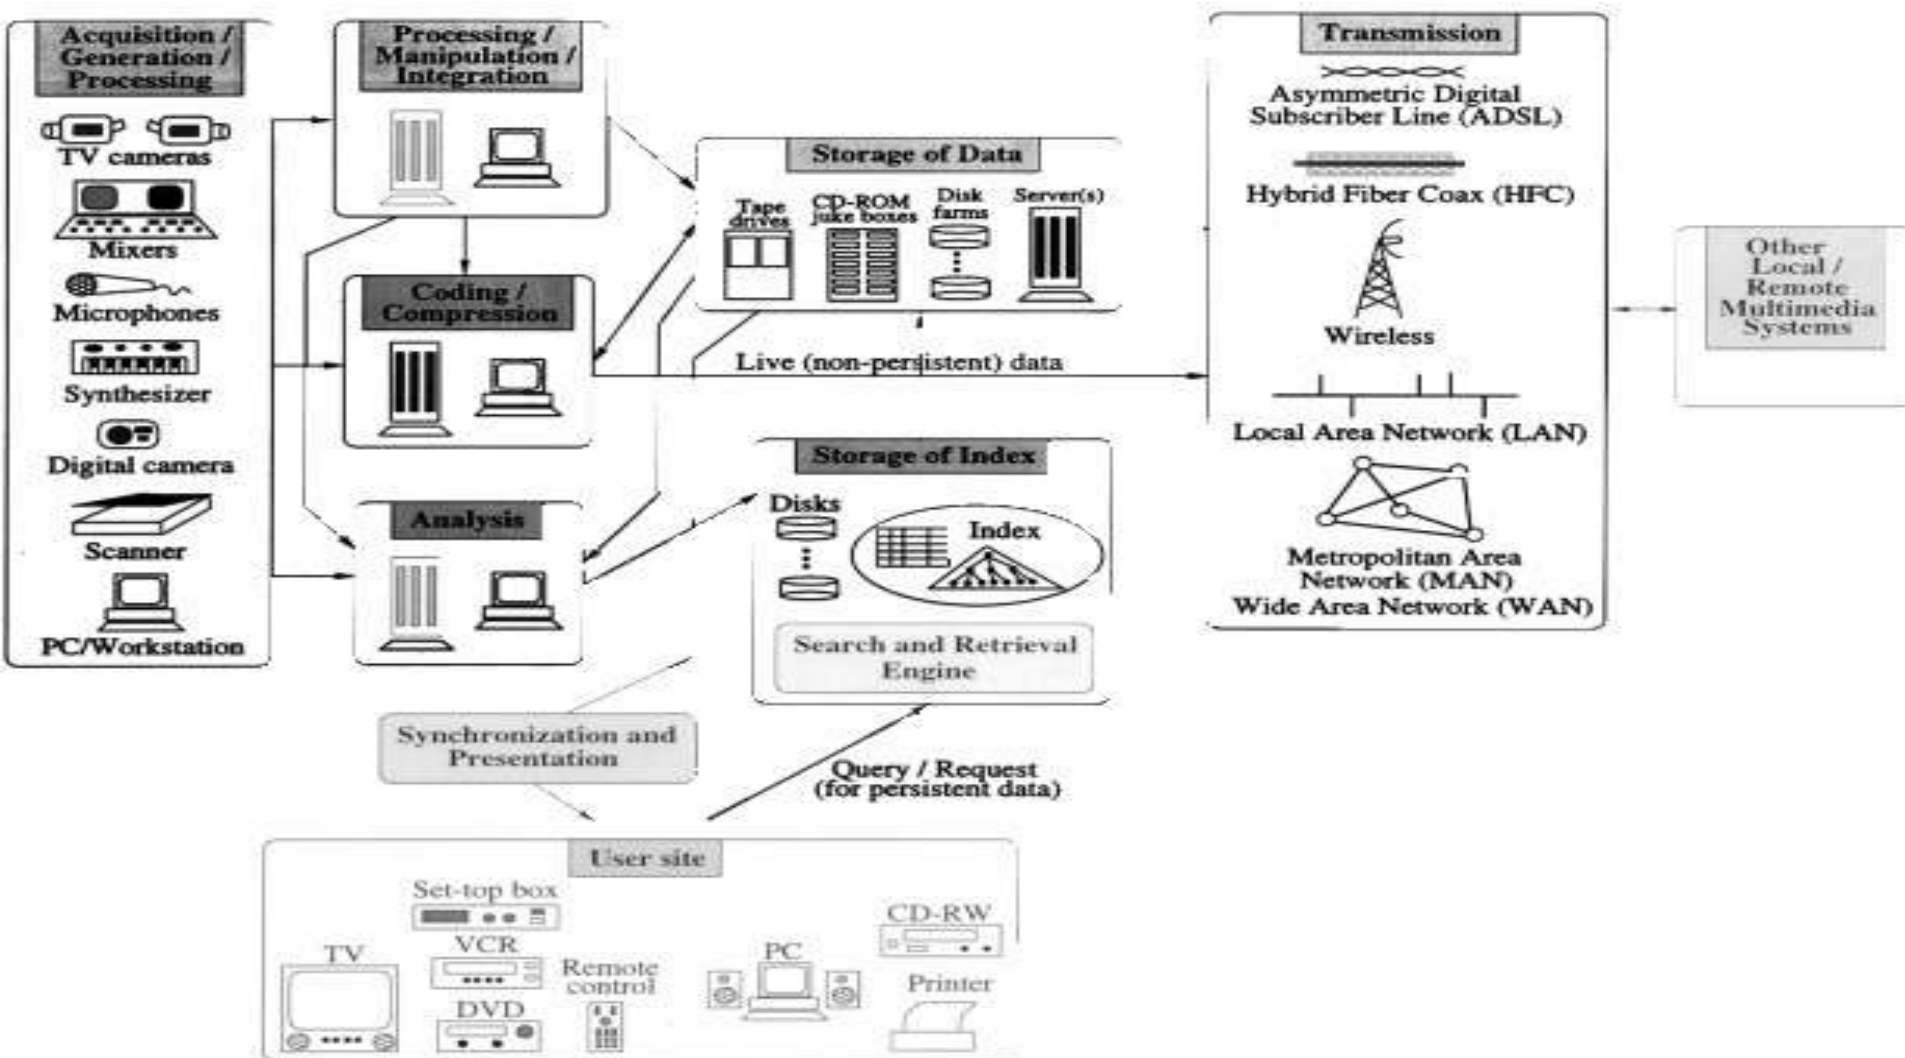 Acquisition /
Generation /
Processing
TV cameras
Mixers
Microphones
Synthesizer
Digital camera
Scanner
PC/Workstation
Processing /
Manipulation /
Integration
Coding /
Compression
Analysis
Storage of Data
Tape
drives
CD-ROM
juke boxes
Disk
farms
Server(s)
Live (non-persistent) data
Storage of Index
Disks
Index
Search and Retrieval
Engine
Synchronization and
Presentation
Query / Request
(for persistent data)
Transmission
Asymmetric Digital
Subscriber Line (ADSL)
Hybrid Fiber Coax (HFC)
Wireless
Local Area Network (LAN)
Metropolitan Area
Network (MAN)
Wide Area Network (WAN)
Other
Local /
Remote
Multimedia
Systems
User site
Set-top box
TV
VCR
DVD
Remote
control
PC
CD-RW
Printer